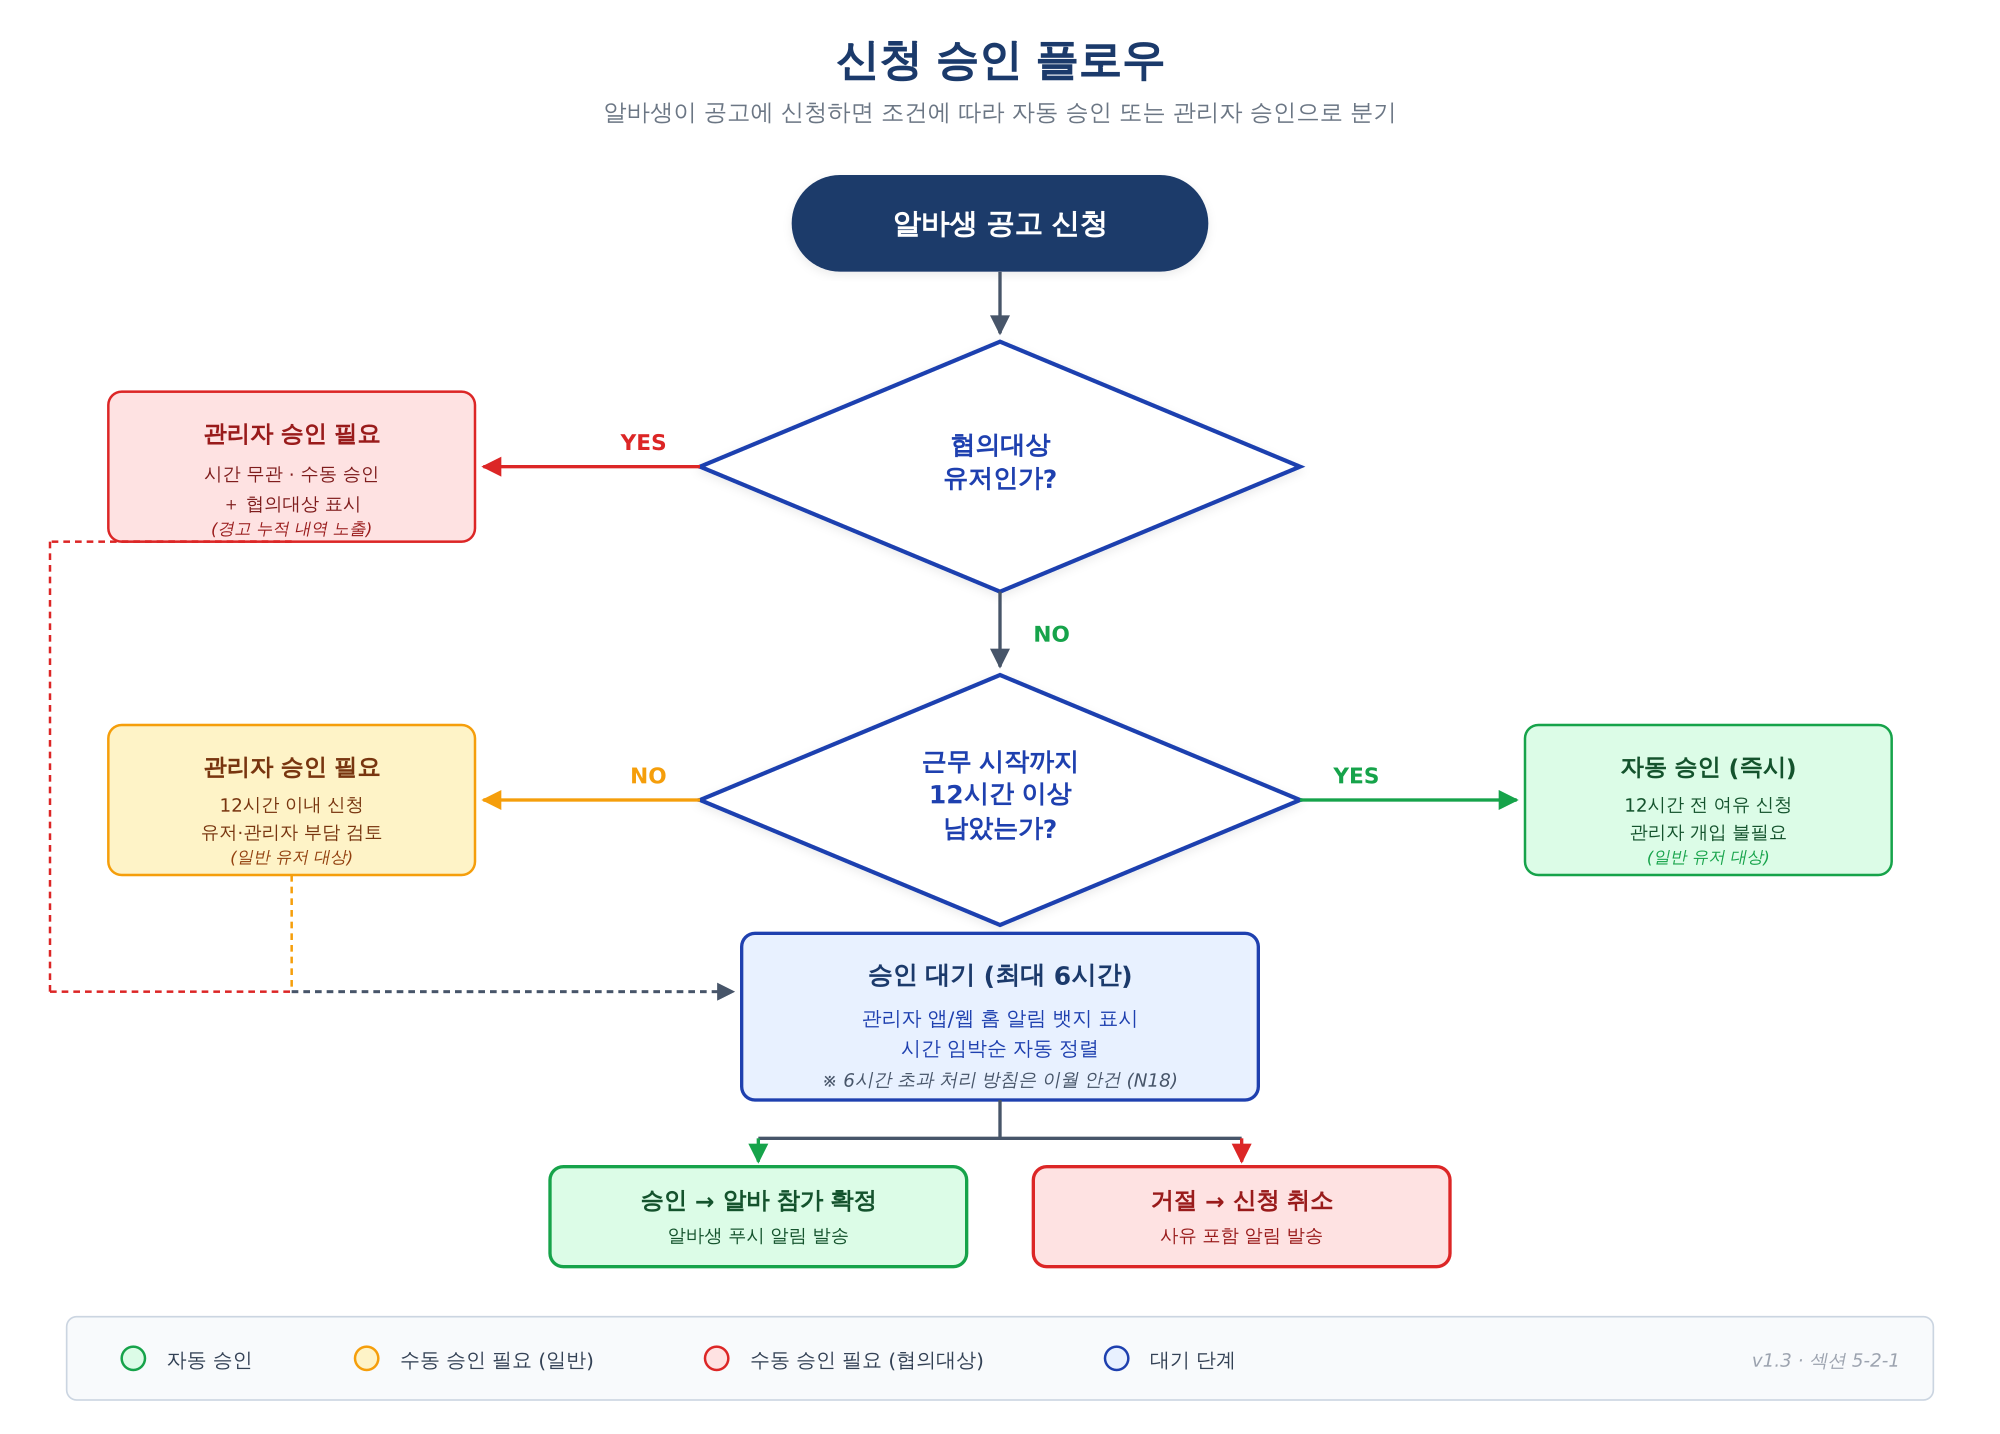 신청 승인 플로우
알바생이 공고에 신청하면 조건에 따라 자동 승인 또는 관리자 승인으로 분기
알바생 공고 신청
협의대상
유저인가?
YES
관리자 승인 필요
시간 무관 · 수동 승인
+ 협의대상 표시
(경고 누적 내역 노출)
NO
근무 시작까지
12시간 이상
남았는가?
NO
관리자 승인 필요
12시간 이내 신청
유저·관리자 부담 검토
(일반 유저 대상)
YES
자동 승인 (즉시)
12시간 전 여유 신청
관리자 개입 불필요
(일반 유저 대상)
승인 대기 (최대 6시간)
관리자 앱/웹 홈 알림 뱃지 표시
시간 임박순 자동 정렬
※ 6시간 초과 처리 방침은 이월 안건 (N18)
승인 → 알바 참가 확정
알바생 푸시 알림 발송
거절 → 신청 취소
사유 포함 알림 발송
자동 승인
수동 승인 필요 (일반)
수동 승인 필요 (협의대상)
대기 단계
v1.3 · 섹션 5-2-1